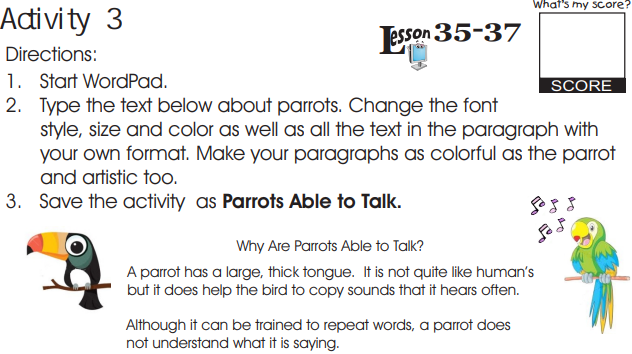 What's my score?
Activity 3
Lesson 35-37
Directions:
SCORE
1. Start WordPad.
2. Type the text below about parrots. Change the font
style, size and color as well as all the text in the paragraph with
your own format. Make your paragraphs as colorful as the parrot
and artistic too.
3. Save the activity as Parrots Able to Talk.
Why Are Parrots Able to Talk?
A parrot has a large, thick tongue. It is not quite like human's
but it does help the bird to copy sounds that it hears often.
Although it can be trained to repeat words, a parrot does
not understand what it is saying.